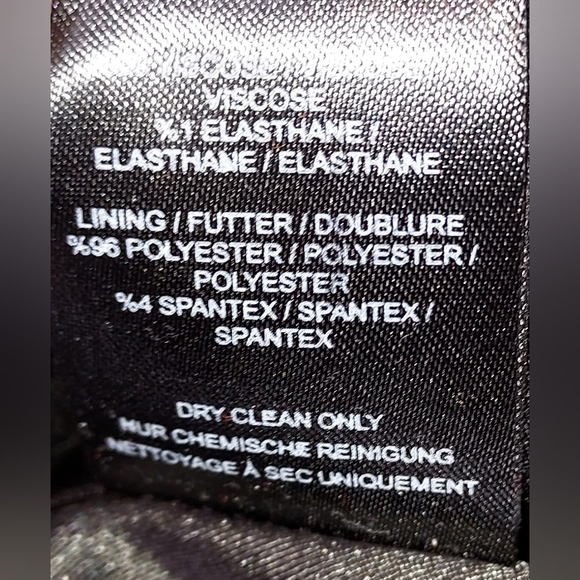 VISCOSE
VISCOSE
%1 ELASTHANE /
ELASTHANE / ELASTHANE
LINING / FUTTER / DOUBLURE
%96 POLYESTER / POLYESTER /
POLYESTER
%4 SPANTEX / SPANTEX /
SPANTEX
DRY CLEAN ONLY
NUR CHEMISCHE REINIGUNG
NETTOYAGE À SEC UNIQUEMENT